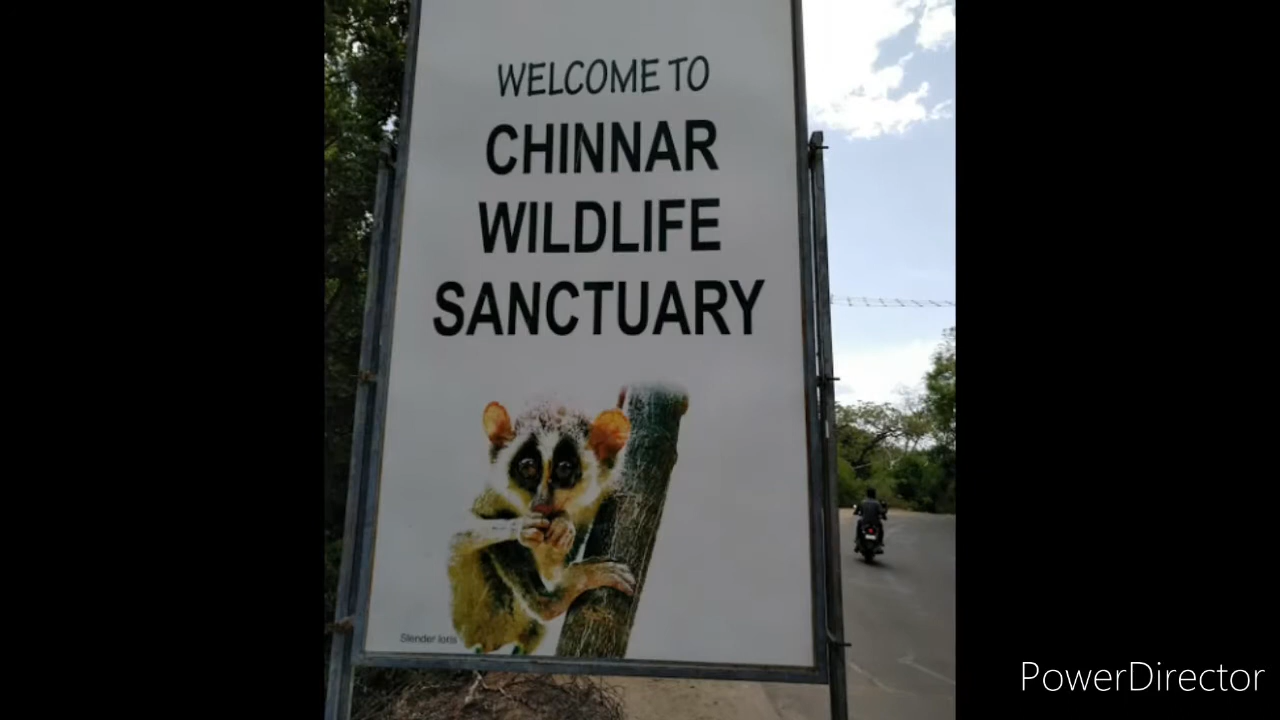 WELCOME TO
CHINNAR
WILDLIFE
SANCTUARY
Slender loris
PowerDirector